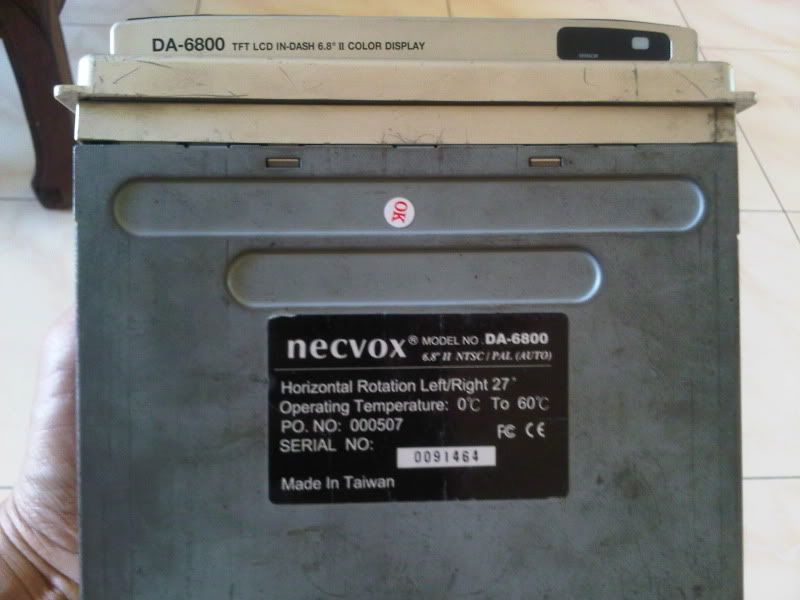 DA-6800 TFT LCD IN-DASH 6.8" II COLOR DISPLAY
SENSOR
OK
necvox® MODEL NO. DA-6800
6.8" II NTSC / PAL (AUTO)
Horizontal Rotation Left/Right 27°
Operating Temperature: 0℃ To 60℃
PO. NO: 000507
FC CE
SERIAL NO:
0091464
Made In Taiwan